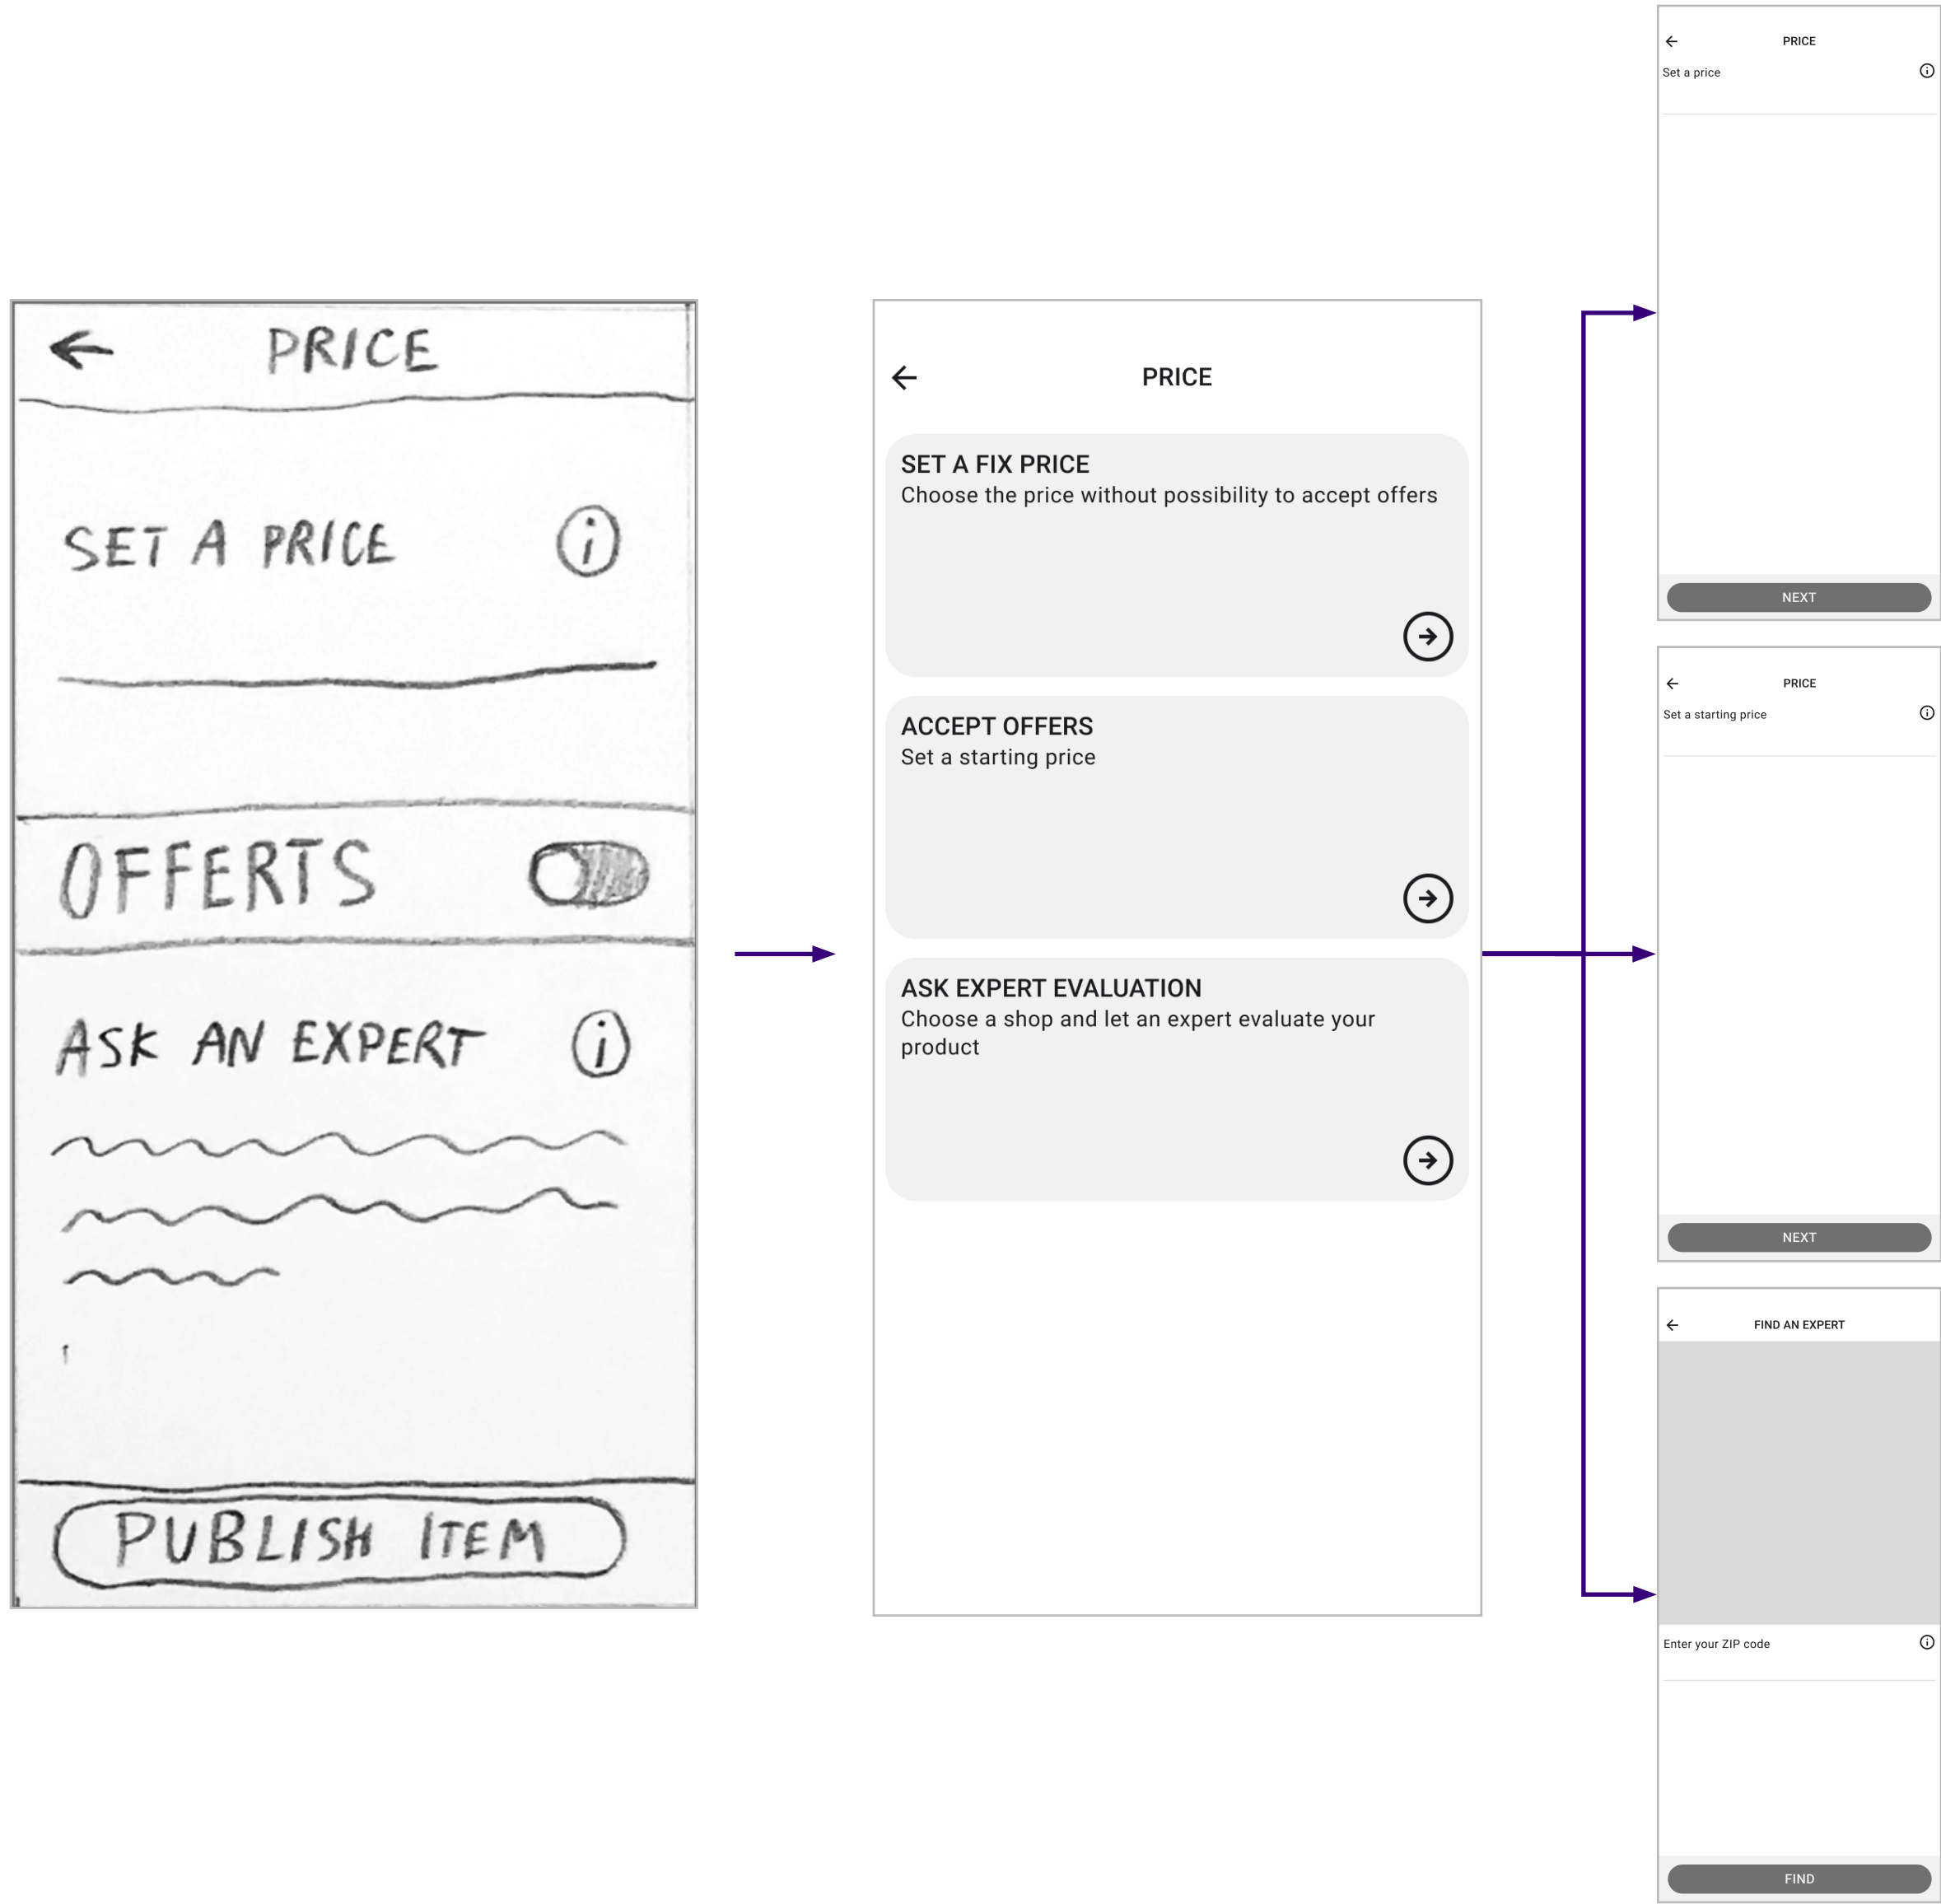 PRICE
SET A PRICE
OFFERTS
ASK AN EXPERT
PUBLISH ITEM
PRICE
SET A FIX PRICE
Choose the price without possibility to accept offers
ACCEPT OFFERS
Set a starting price
ASK EXPERT EVALUATION
Choose a shop and let an expert evaluate your
product
PRICE
Set a price
NEXT
PRICE
Set a starting price
NEXT
FIND AN EXPERT
Enter your ZIP code
FIND